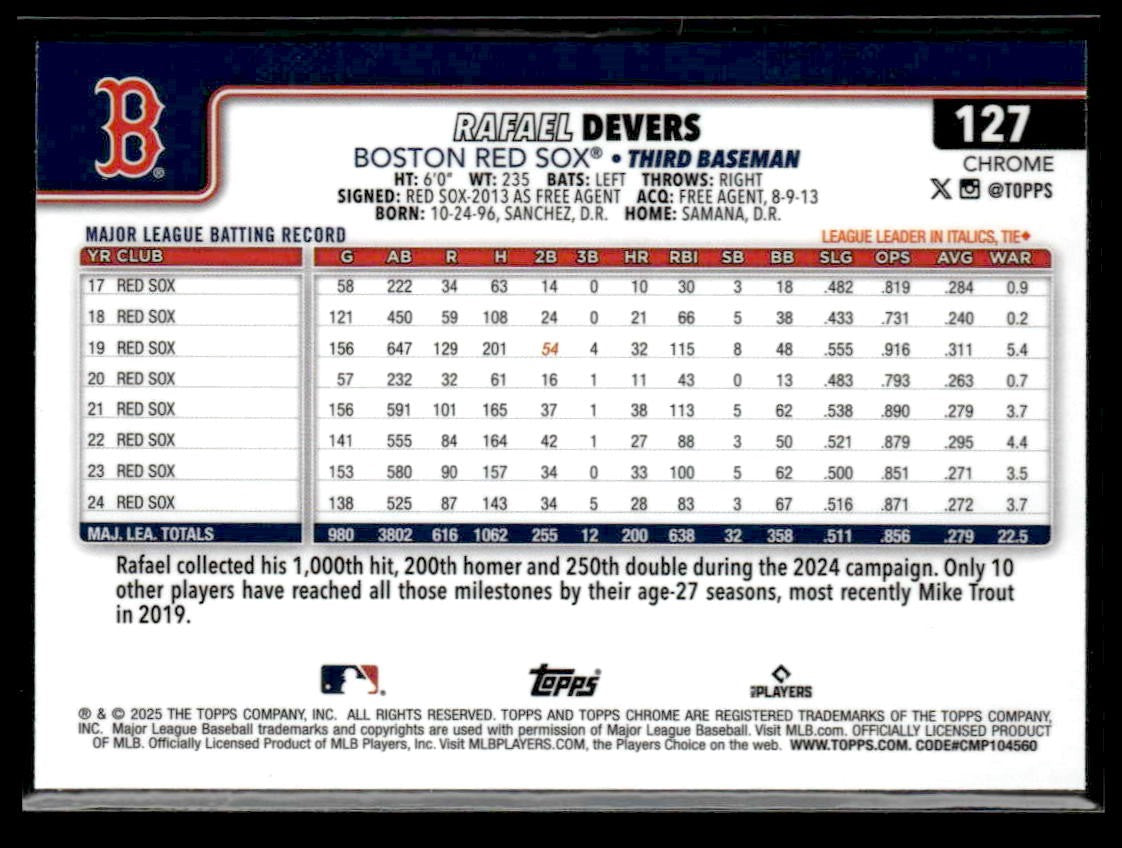 B
®
RAFAEL DEVERS
127
BOSTON RED SOX® • THIRD BASEMAN
CHROME
HT: 6'0" WT: 235 BATS: LEFT THROWS: RIGHT
@TOPPS
SIGNED: RED SOX-2013 AS FREE AGENT ACQ: FREE AGENT, 8-9-13
BORN: 10-24-96, SANCHEZ, D.R. HOME: SAMANA, D.R.
MAJOR LEAGUE BATTING RECORD LEAGUE LEADER IN ITALICS, TIE◆
YR CLUB G AB R H 2B 3B HR RBI SB BB SLG OPS AVG WAR
17 RED SOX 58 222 34 63 14 0 10 30 3 18 .482 .819 .284 0.9
18 RED SOX 121 450 59 108 24 0 21 66 5 38 .433 .731 .240 0.2
19 RED SOX 156 647 129 201 54 4 32 115 8 48 .555 .916 .311 5.4
20 RED SOX 57 232 32 61 16 1 11 43 0 13 .483 .793 .263 0.7
21 RED SOX 156 591 101 165 37 1 38 113 5 62 .538 .890 .279 3.7
22 RED SOX 141 555 84 164 42 1 27 88 3 50 .521 .879 .295 4.4
23 RED SOX 153 580 90 157 34 0 33 100 5 62 .500 .851 .271 3.5
24 RED SOX 138 525 87 143 34 5 28 83 3 67 .516 .871 .272 3.7
MAJ. LEA. TOTALS 980 3802 616 1062 255 12 200 638 32 358 .511 .856 .279 22.5
Rafael collected his 1,000th hit, 200th homer and 250th double during the 2024 campaign. Only 10
other players have reached all those milestones by their age-27 seasons, most recently Mike Trout
in 2019.
topps® MLBPLAYERS
® & © 2025 THE TOPPS COMPANY, INC. ALL RIGHTS RESERVED. TOPPS AND TOPPS CHROME ARE REGISTERED TRADEMARKS OF THE TOPPS COMPANY,
INC. Major League Baseball trademarks and copyrights are used with permission of Major League Baseball. Visit MLB.com. OFFICIALLY LICENSED PRODUCT
OF MLB. Officially Licensed Product of MLB Players, Inc. Visit MLBPLAYERS.COM, the Players Choice on the web. WWW.TOPPS.COM. CODE#CMP104560